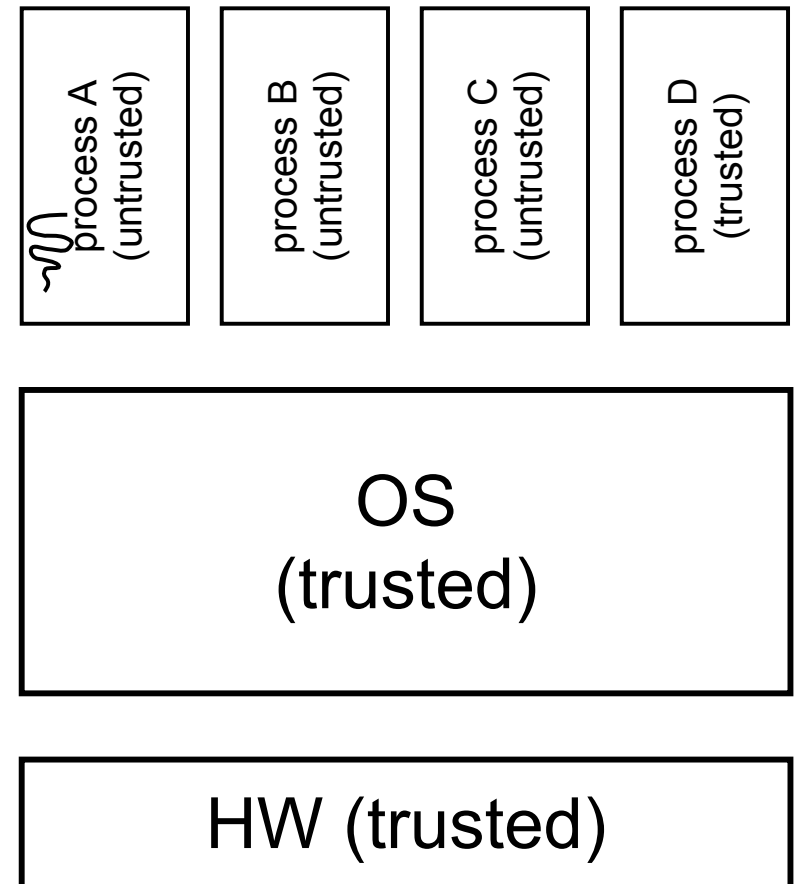 process A
(untrusted)
process B
(untrusted)
process C
(untrusted)
process D
(trusted)
OS
(trusted)
HW (trusted)